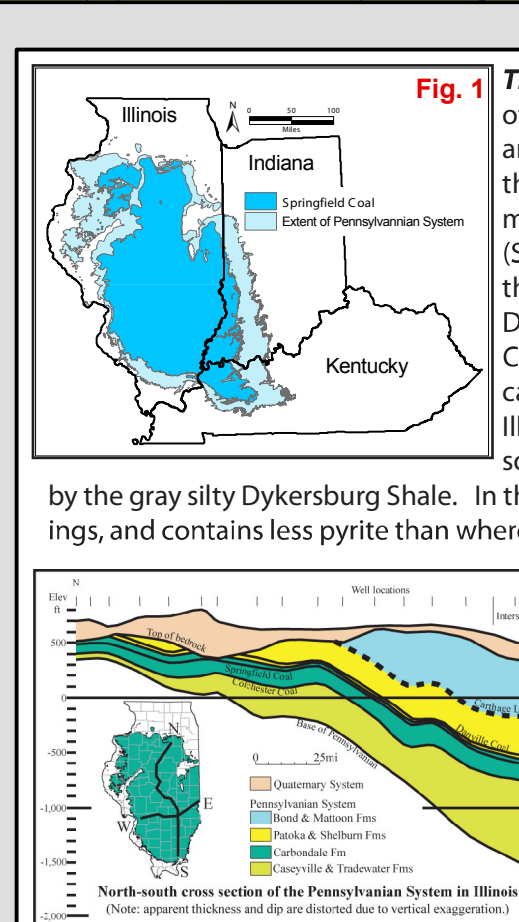 Fig. 1
Illinois
N
0 50 100
Miles
Indiana
Springfield Coal
Extent of Pennsylvannian System
Kentucky
by the gray silty Dykersburg Shale. In th
ings, and contains less pyrite than where
N
Elev
ft
Well locations
Inters
500
0
-500
-1,000
-1,500
-2,000
Top of bedrock
Springfield Coal
Colchester Coal
Base of Pennsylvanian
Carthage L
Danville Coal
N
E
W
S
0 25mi
Quaternary System
Pennsylvanian System
Bond & Mattoon Fms
Patoka & Shelburn Fms
Carbondale Fm
Caseyville & Tradewater Fms
North-south cross section of the Pennsylvanian System in Illinois
(Note: apparent thickness and dip are distorted due to vertical exaggeration.)